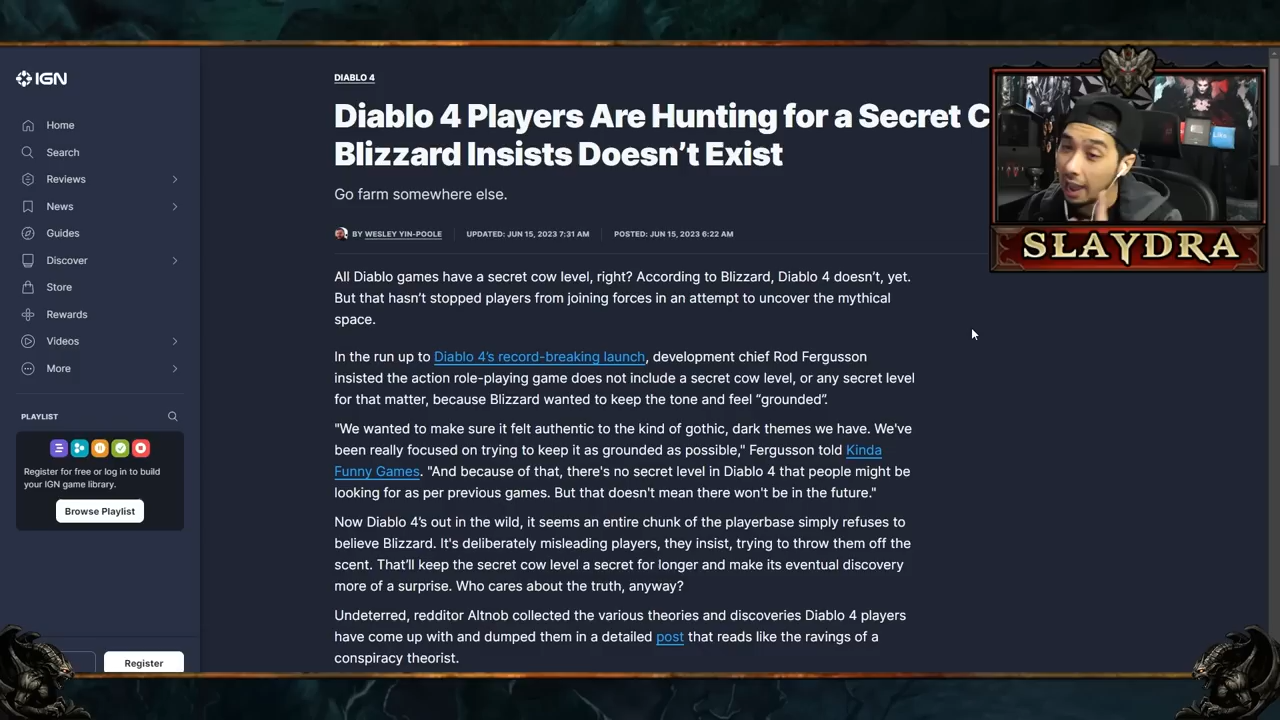 IGN
Home
Search
Reviews
News
Guides
Discover
Store
Rewards
Videos
More
PLAYLIST
Register for free or log in to build
your IGN game library.
Browse Playlist
Register
DIABLO 4
Diablo 4 Players Are Hunting for a Secret C
Blizzard Insists Doesn’t Exist
Go farm somewhere else.
BY WESLEY YIN-POOLE UPDATED: JUN 15, 2023 7:31 AM POSTED: JUN 15, 2023 6:22 AM
All Diablo games have a secret cow level, right? According to Blizzard, Diablo 4 doesn’t, yet.
But that hasn’t stopped players from joining forces in an attempt to uncover the mythical
space.
In the run up to Diablo 4’s record-breaking launch, development chief Rod Fergusson
insisted the action role-playing game does not include a secret cow level, or any secret level
for that matter, because Blizzard wanted to keep the tone and feel “grounded”.
"We wanted to make sure it felt authentic to the kind of gothic, dark themes we have. We've
been really focused on trying to keep it as grounded as possible," Fergusson told Kinda
Funny Games. "And because of that, there's no secret level in Diablo 4 that people might be
looking for as per previous games. But that doesn't mean there won't be in the future."
Now Diablo 4’s out in the wild, it seems an entire chunk of the playerbase simply refuses to
believe Blizzard. It's deliberately misleading players, they insist, trying to throw them off the
scent. That’ll keep the secret cow level a secret for longer and make its eventual discovery
more of a surprise. Who cares about the truth, anyway?
Undeterred, redditor Altnob collected the various theories and discoveries Diablo 4 players
have come up with and dumped them in a detailed post that reads like the ravings of a
conspiracy theorist.
Like
SLAYDRA